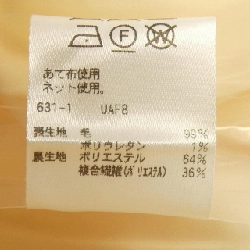 F W
あて布使用
ネット使用。
631-1 UAF8
表生地 毛 99%
ポリウレタン 1%
裏生地 ポリエステル 64%
複合繊維(ポリエステル) 36%